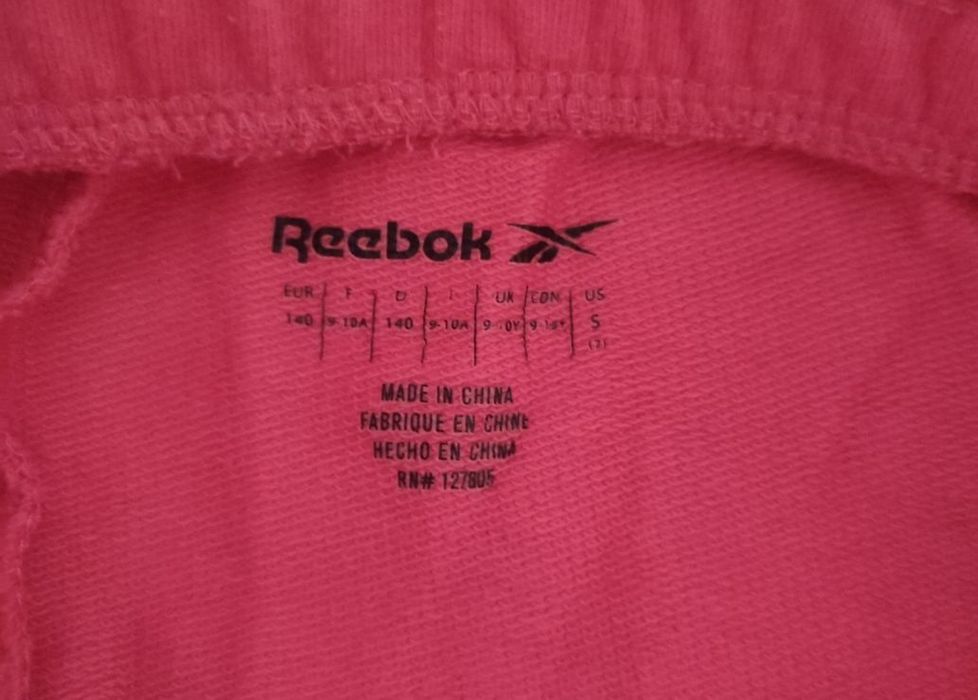 Reebok
EUR F D I UK CDN US
140 9-10A 140 9-10A 9-10Y 9-10Y S
MADE IN CHINA
FABRIQUE EN CHINE
HECHO EN CHINA
RN# 127805